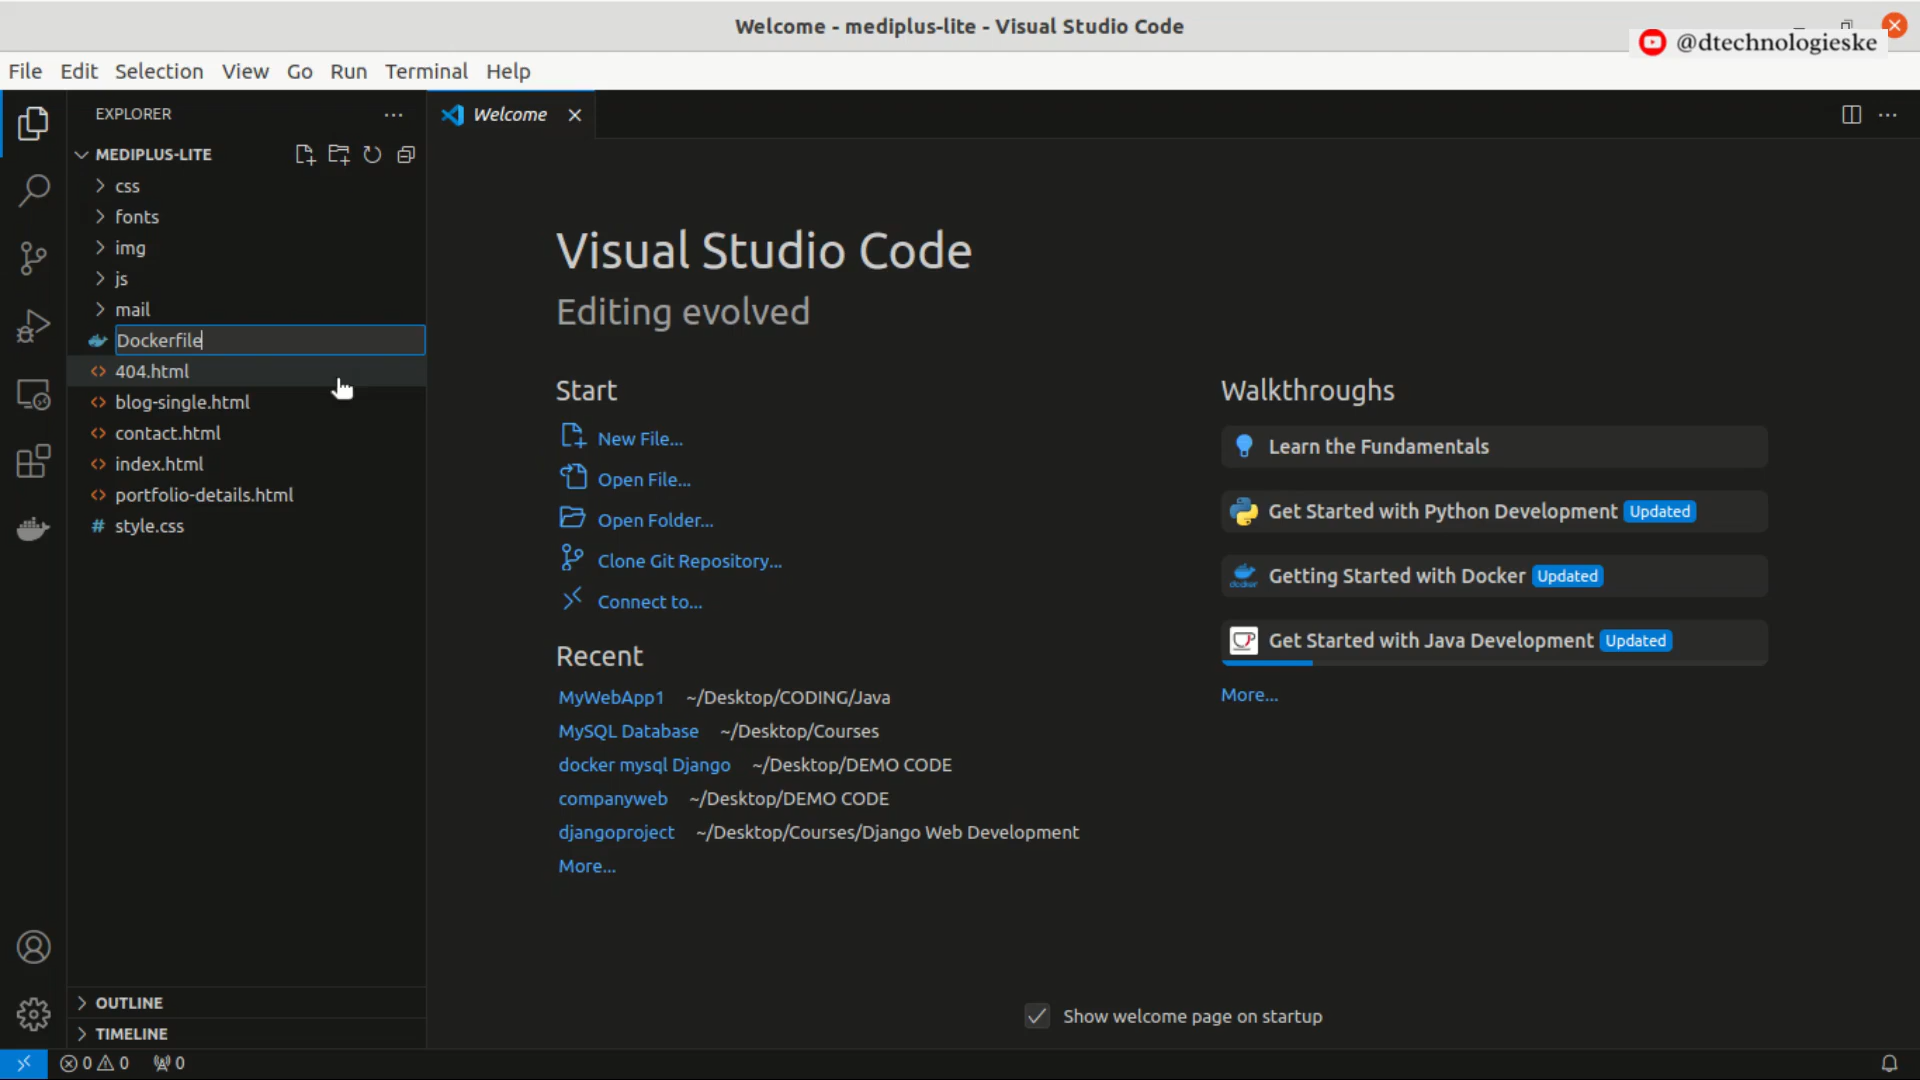 Welcome - mediplus-lite - Visual Studio Code
@dtechnologieske
File Edit Selection View Go Run Terminal Help
EXPLORER
Welcome
MEDIPLUS-LITE
css
fonts
img
js
mail
Dockerfile
404.html
blog-single.html
contact.html
index.html
portfolio-details.html
style.css
OUTLINE
TIMELINE
Visual Studio Code
Editing evolved
Start
New File...
Open File...
Open Folder...
Clone Git Repository...
Connect to...
Recent
MyWebApp1 ~/Desktop/CODING/Java
MySQL Database ~/Desktop/Courses
docker mysql Django ~/Desktop/DEMO CODE
companyweb ~/Desktop/DEMO CODE
djangoproject ~/Desktop/Courses/Django Web Development
More...
Walkthroughs
Learn the Fundamentals
Get Started with Python Development Updated
Getting Started with Docker Updated
Get Started with Java Development Updated
More...
Show welcome page on startup
0 0 0